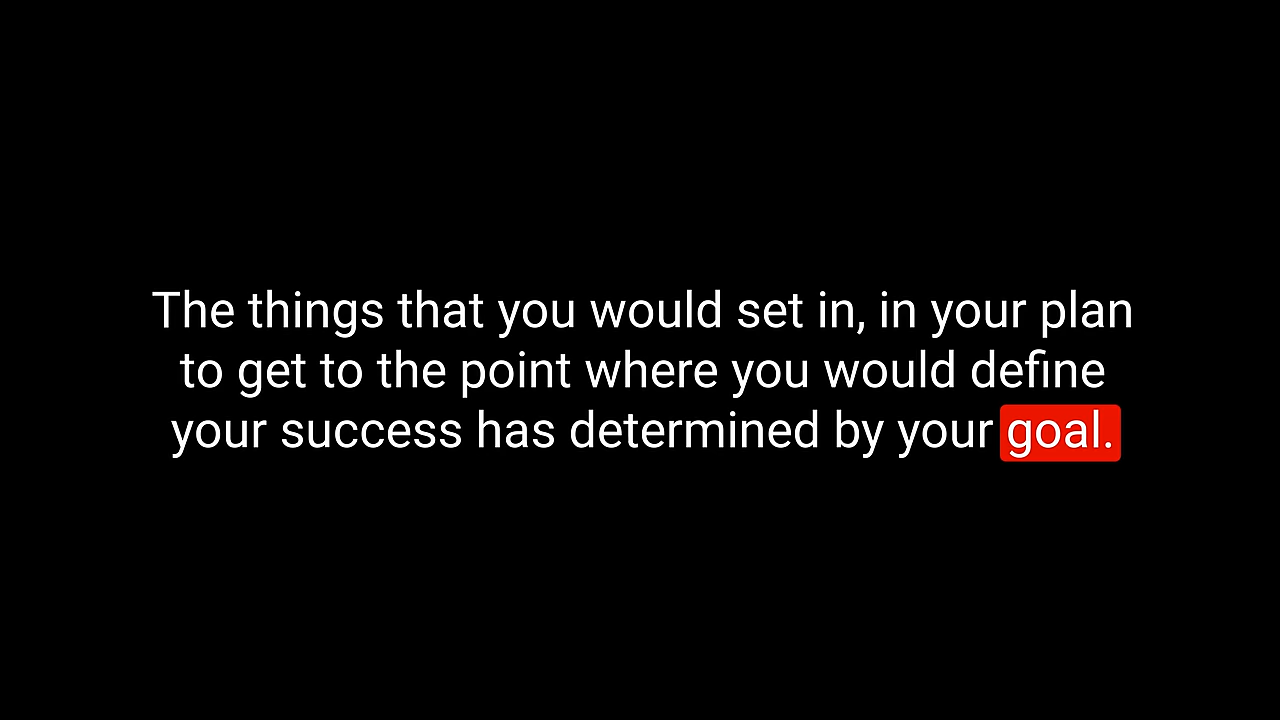 The things that you would set in, in your plan
to get to the point where you would define
your success has determined by your goal.